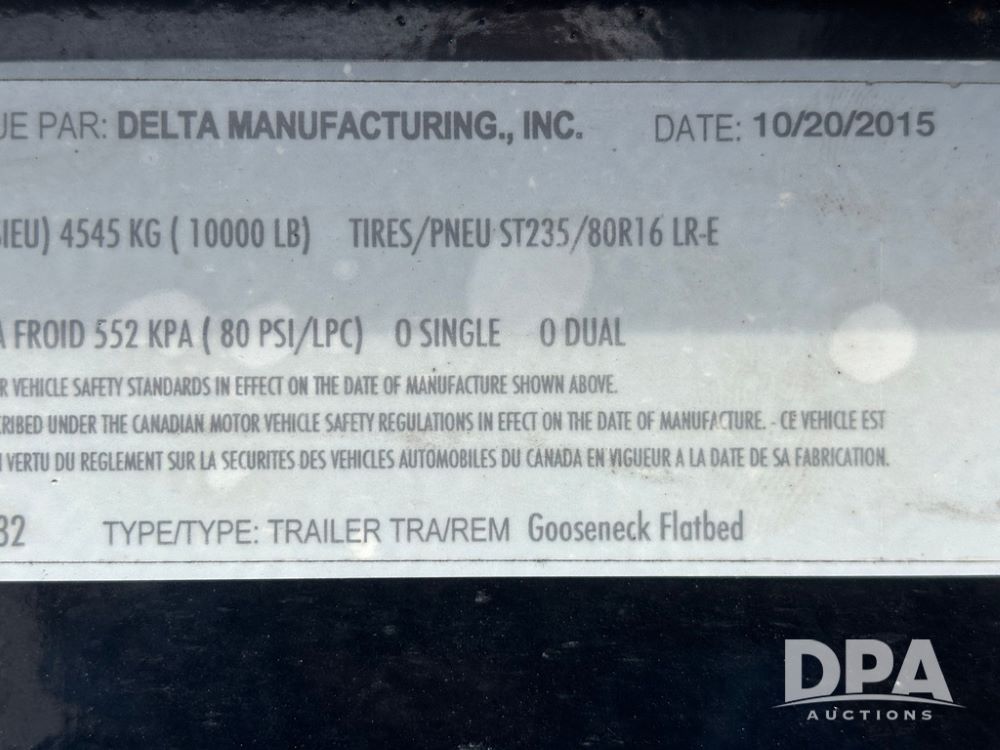 UE PAR: DELTA MANUFACTURING., INC. DATE: 10/20/2015
SIEU) 4545 KG ( 10000 LB) TIRES/PNEU ST235/80R16 LR-E
A FROID 552 KPA ( 80 PSI/LPC) O SINGLE O DUAL
R VEHICLE SAFETY STANDARDS IN EFFECT ON THE DATE OF MANUFACTURE SHOWN ABOVE.
CRIBED UNDER THE CANADIAN MOTOR VEHICLE SAFETY REGULATIONS IN EFECT ON THE DATE OF MANUFACTURE. - CE VEHICLE EST
N VERTU DU REGLEMENT SUR LA SECURITES DES VEHICLES AUTOMOBILES DU CANADA EN VIGUEUR A LA DATE DE SA FABRICATION.
32 TYPE/TYPE: TRAILER TRA/REM Gooseneck Flatbed
DPA
AUCTIONS